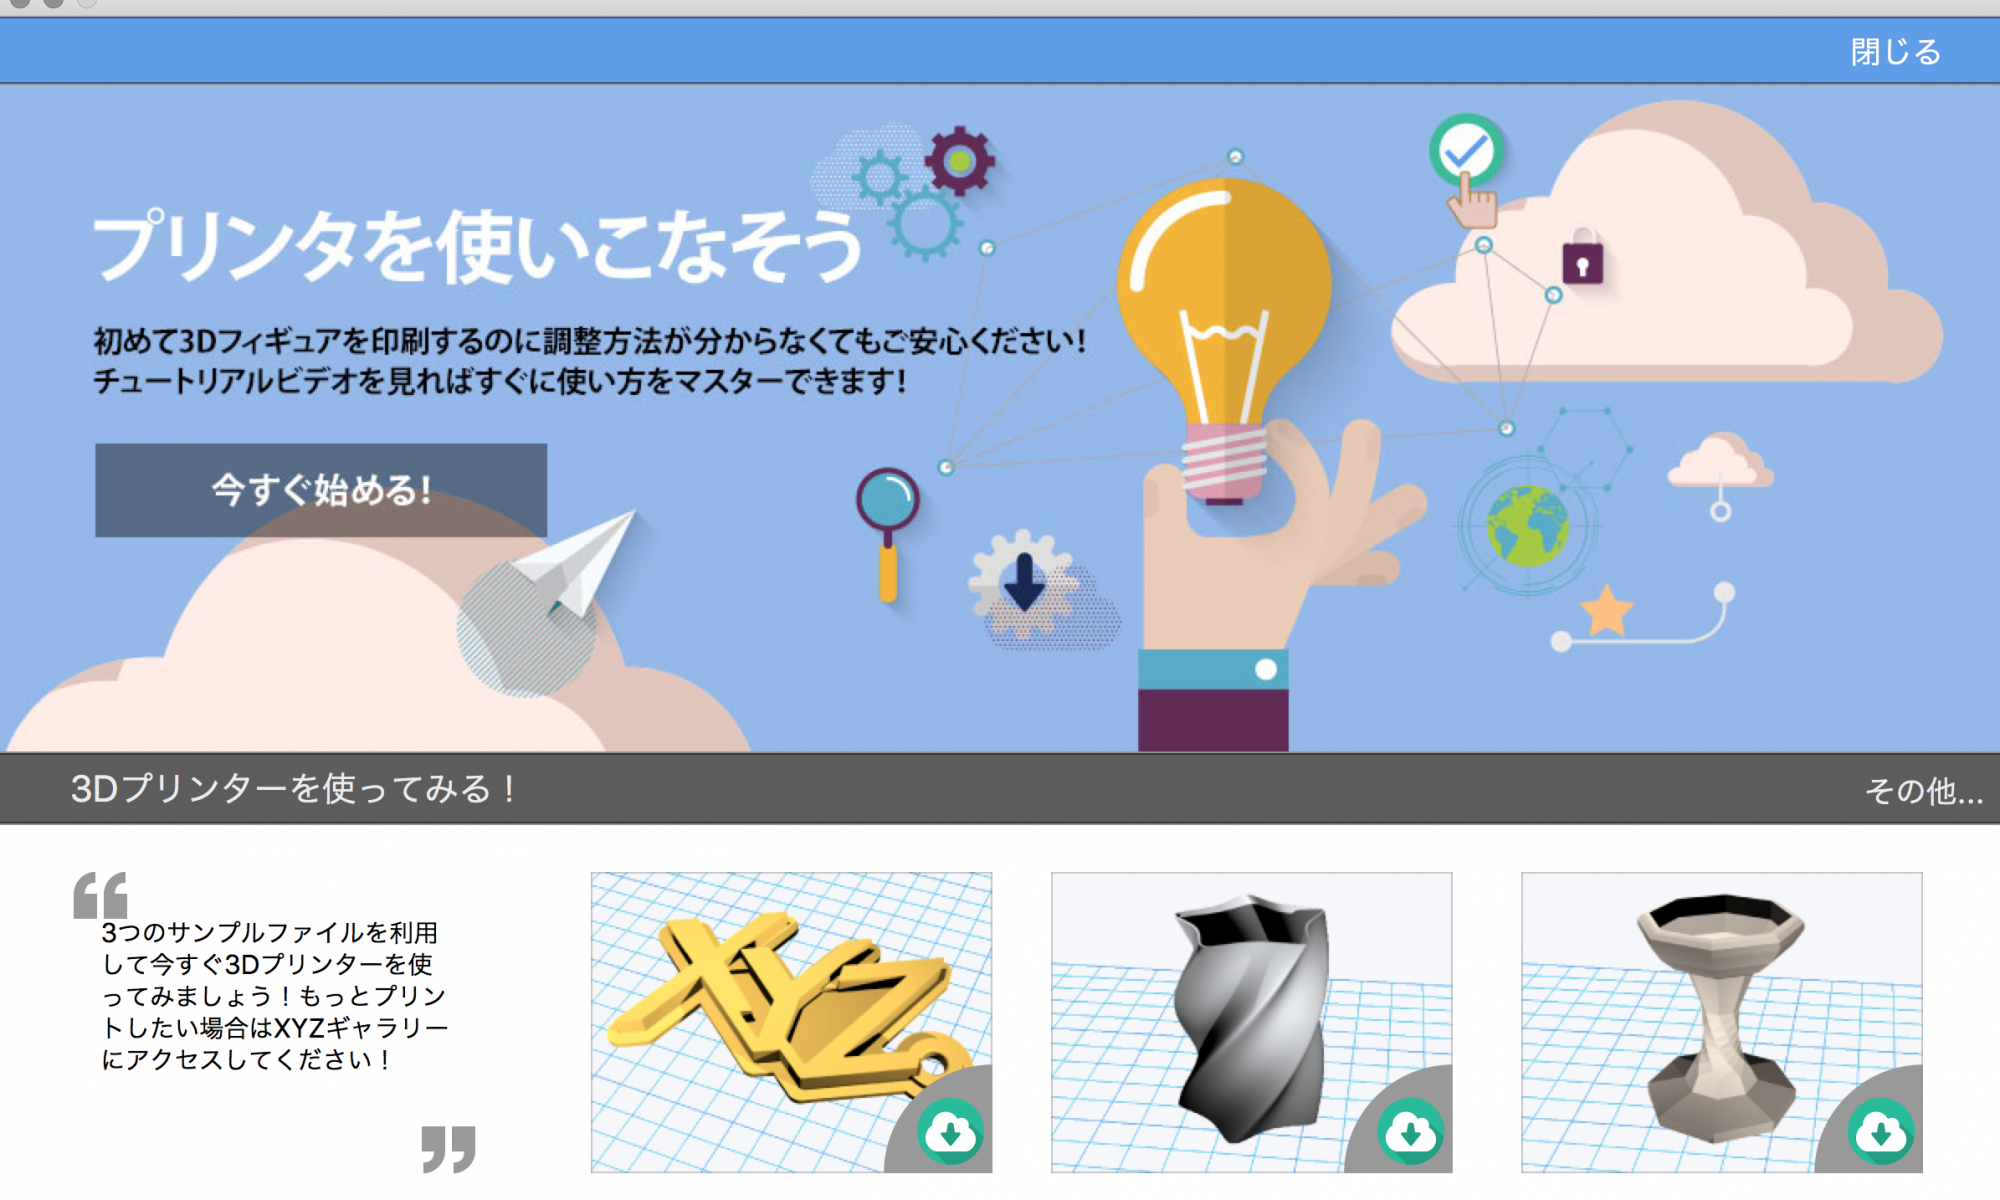 閉じる
プリンタを使いこなそう
初めて3Dフィギュアを印刷するのに調整方法が分からなくてもご安心ください!
チュートリアルビデオを見ればすぐに使い方をマスターできます!
今すぐ始める!
3Dプリンターを使ってみる！
その他...
3つのサンプルファイルを利用
して今すぐ3Dプリンターを使
ってみましょう！もっとプリン
トしたい場合はXYZギャラリー
にアクセスしてください！
XYZ